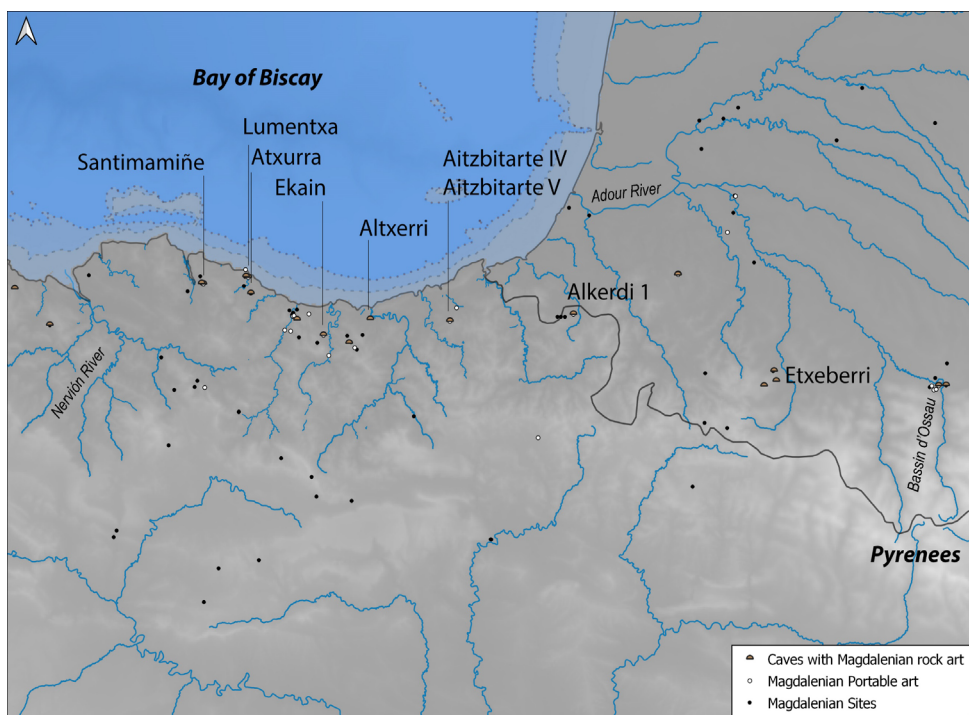 Bay of Biscay
Lumentxa
Santimamiñe
Atxurra
Ekain
Aitzbitarte IV
Aitzbitarte V
Altxerri
Adour River
Alkerdi 1
Nervión River
Etxeberri
Bassin d'Ossau
Pyrenees
Caves with Magdalenian rock art
Magdalenian Portable art
Magdalenian Sites